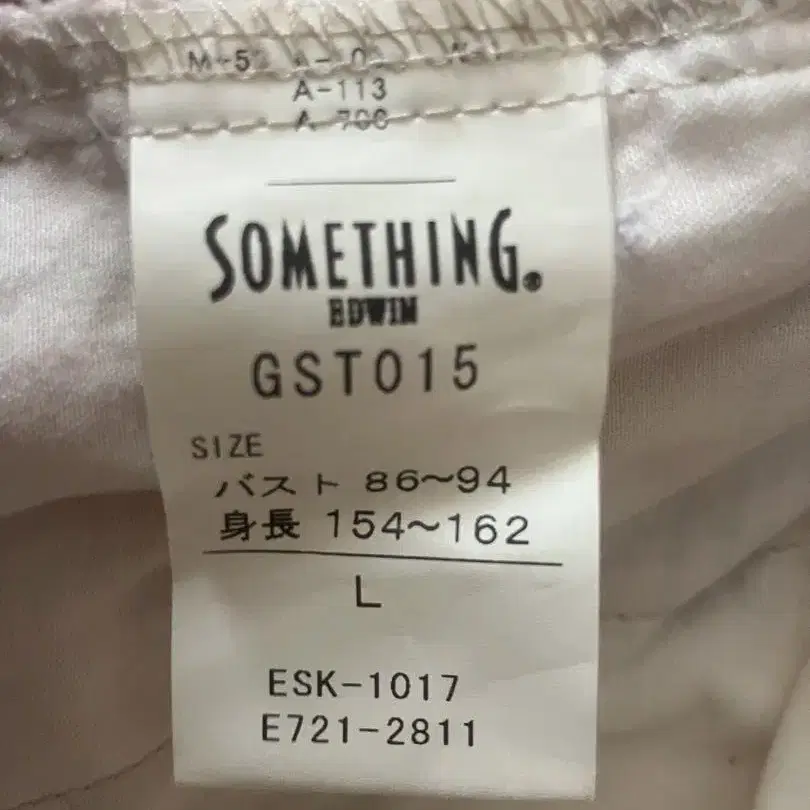 A-113
SOMETHING®
EDWIN
GST015
SIZE
バスト 86～94
身長 154～162
L
ESK-1017
E721-2811